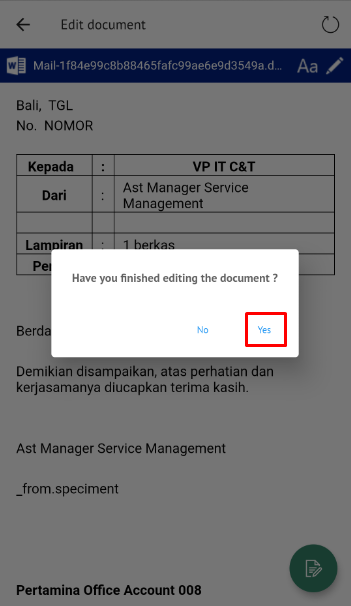 Edit document
Mail-1f84e99c8b88465fafc99ae6e9d3549a.d... Aa
Bali, TGL
No. NOMOR
Kepada : VP IT C&T
Dari : Ast Manager Service
Management
Lampiran : 1 berkas
Per
Have you finished editing the document ?
No Yes
Berda
Demikian disampaikan, atas perhatian dan
kerjasamanya diucapkan terima kasih.
Ast Manager Service Management
_from.speciment
Pertamina Office Account 008